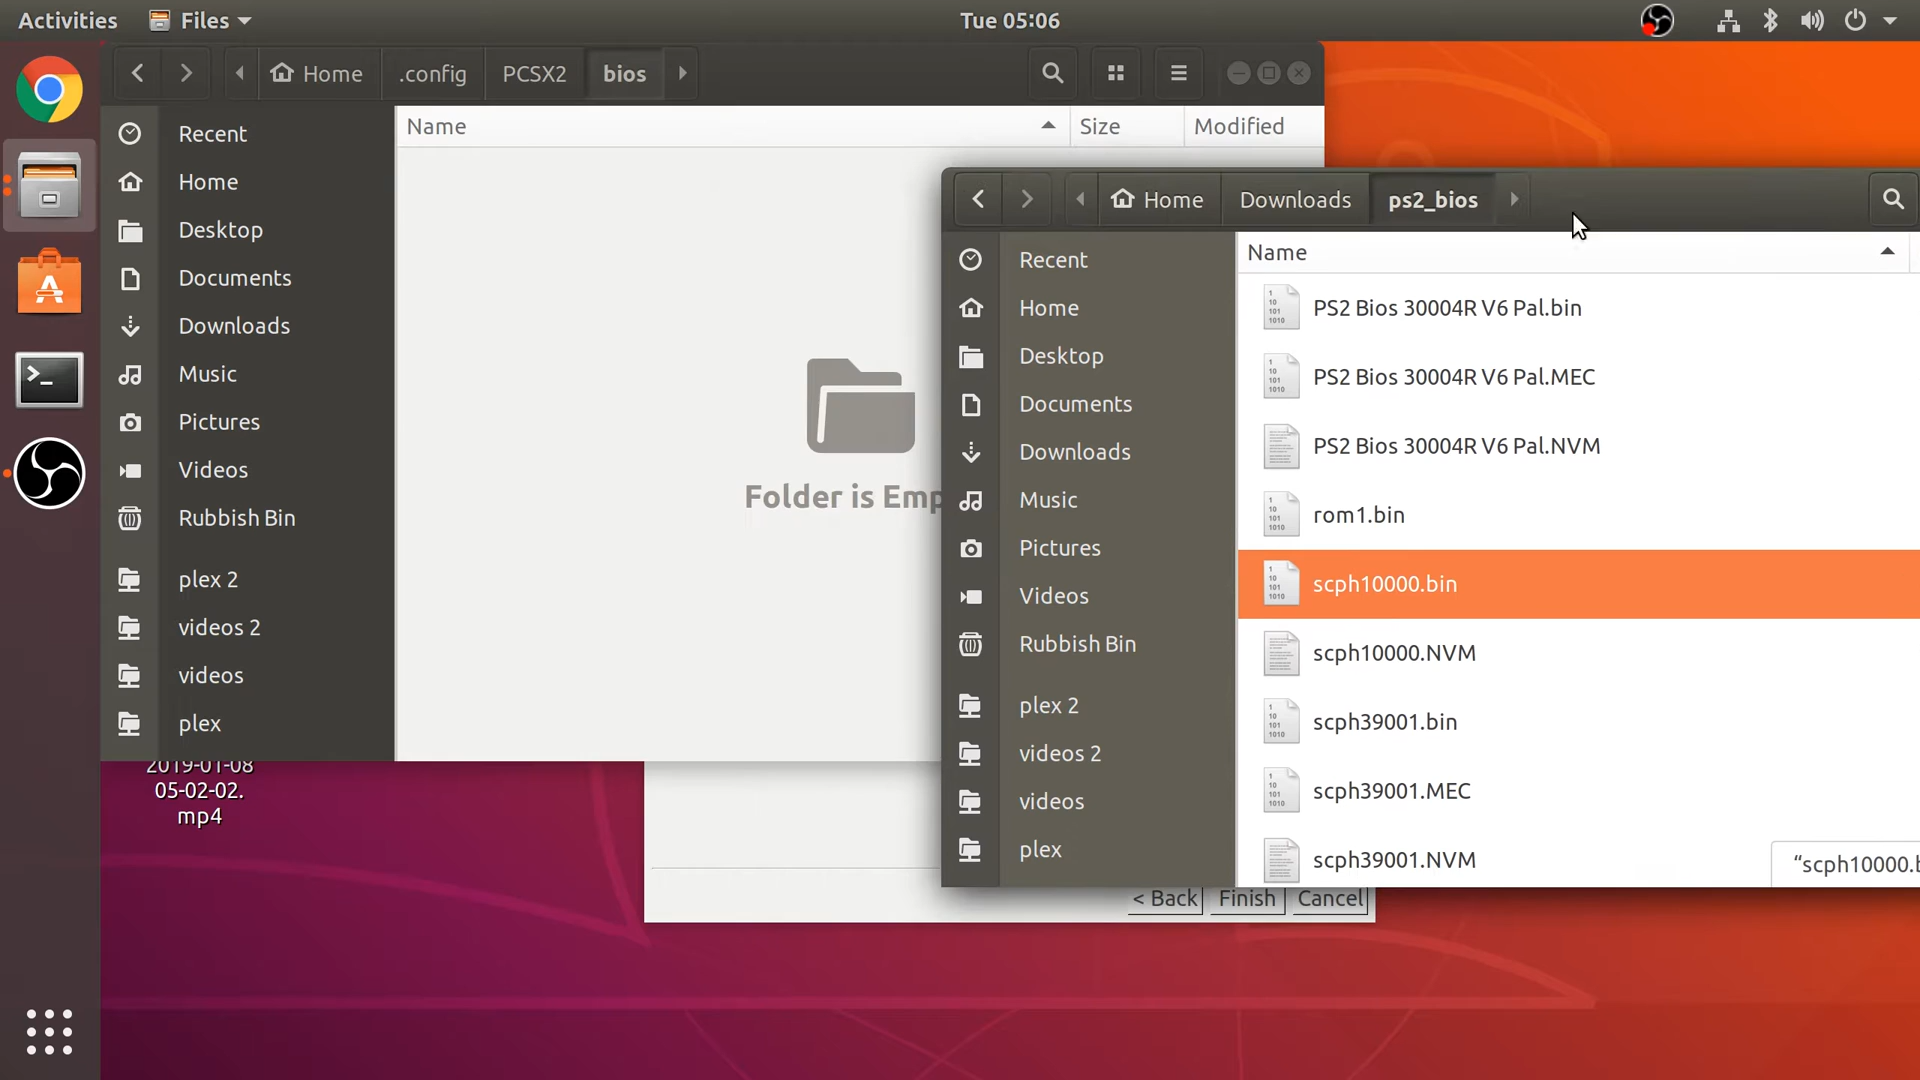 Activities Files Tue 05:06
Home .config PCSX2 bios
Name Size Modified
Recent
Home
Desktop
Documents
Downloads
Music
Pictures
Videos
Rubbish Bin
plex 2
videos 2
videos
plex
Folder is Emp
2019-01-08
05-02-02.
mp4
Home Downloads ps2_bios
Name
Recent
Home
Desktop
Documents
Downloads
Music
Pictures
Videos
Rubbish Bin
plex 2
videos 2
videos
plex
PS2 Bios 30004R V6 Pal.bin
PS2 Bios 30004R V6 Pal.MEC
PS2 Bios 30004R V6 Pal.NVM
rom1.bin
scph10000.bin
scph10000.NVM
scph39001.bin
scph39001.MEC
scph39001.NVM
“scph10000.b
< Back Finish Cancel